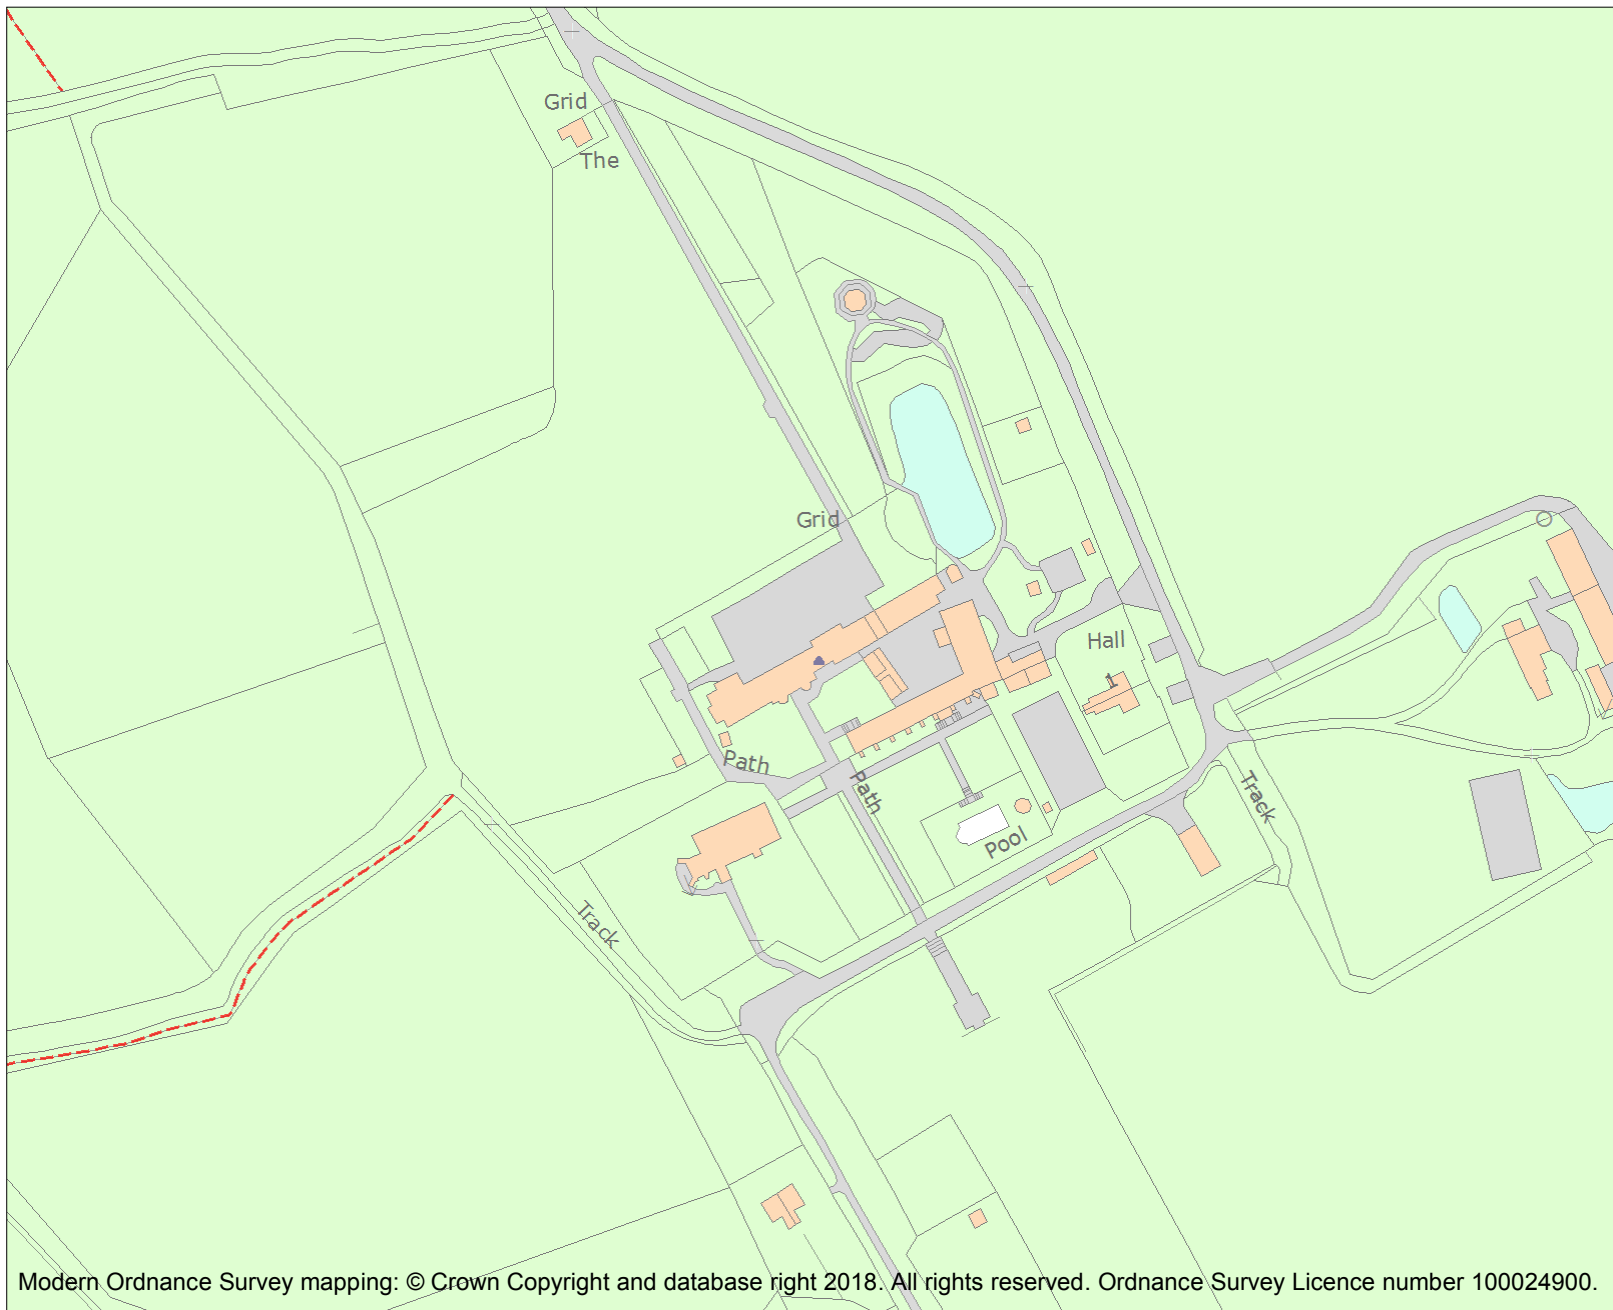 Grid
The
Grid
Hall
1
Path
Path
Track
Pool
Track
Modern Ordnance Survey mapping: © Crown Copyright and database right 2018. All rights reserved. Ordnance Survey Licence number 100024900.